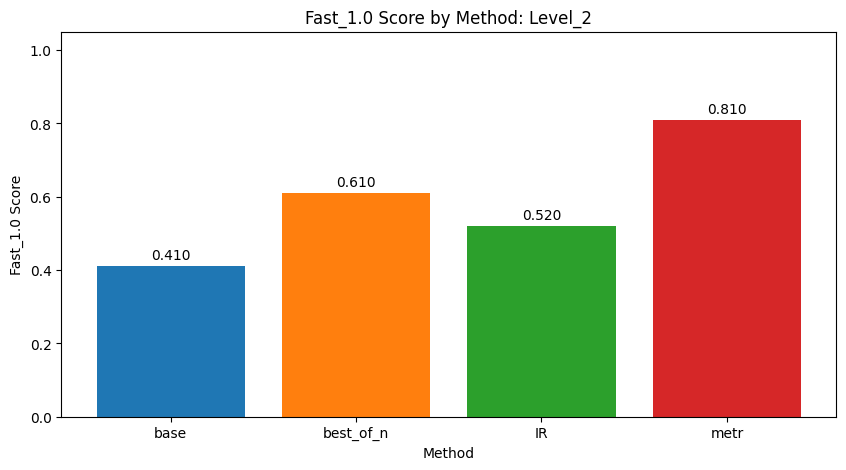 Fast_1.0 Score by Method: Level_2
1.0
0.8
0.6
0.4
0.2
0.0
Fast_1.0 Score
0.410
0.610
0.520
0.810
base best_of_n IR metr
Method